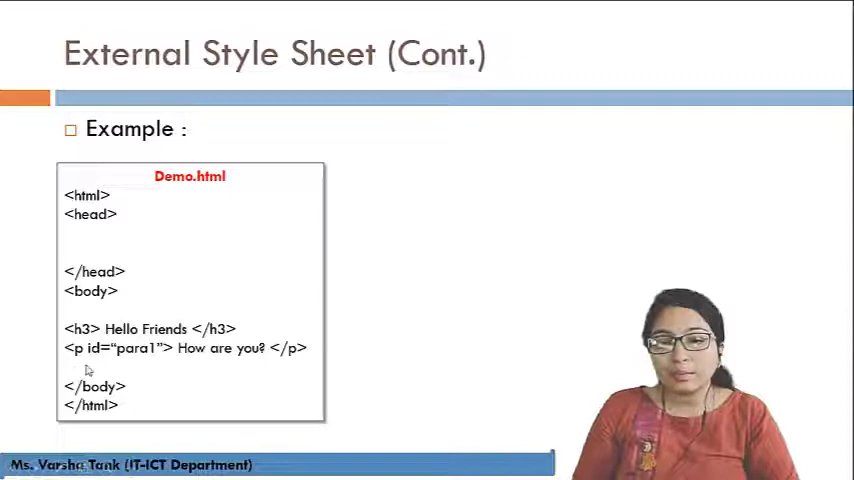 External Style Sheet (Cont.)
Example :
Demo.html
<html>
<head>
</head>
<body>
<h3> Hello Friends </h3>
<p id=“para1”> How are you? </p>
</body>
</html>
Ms. Varsha Tank (IT-ICT Department)